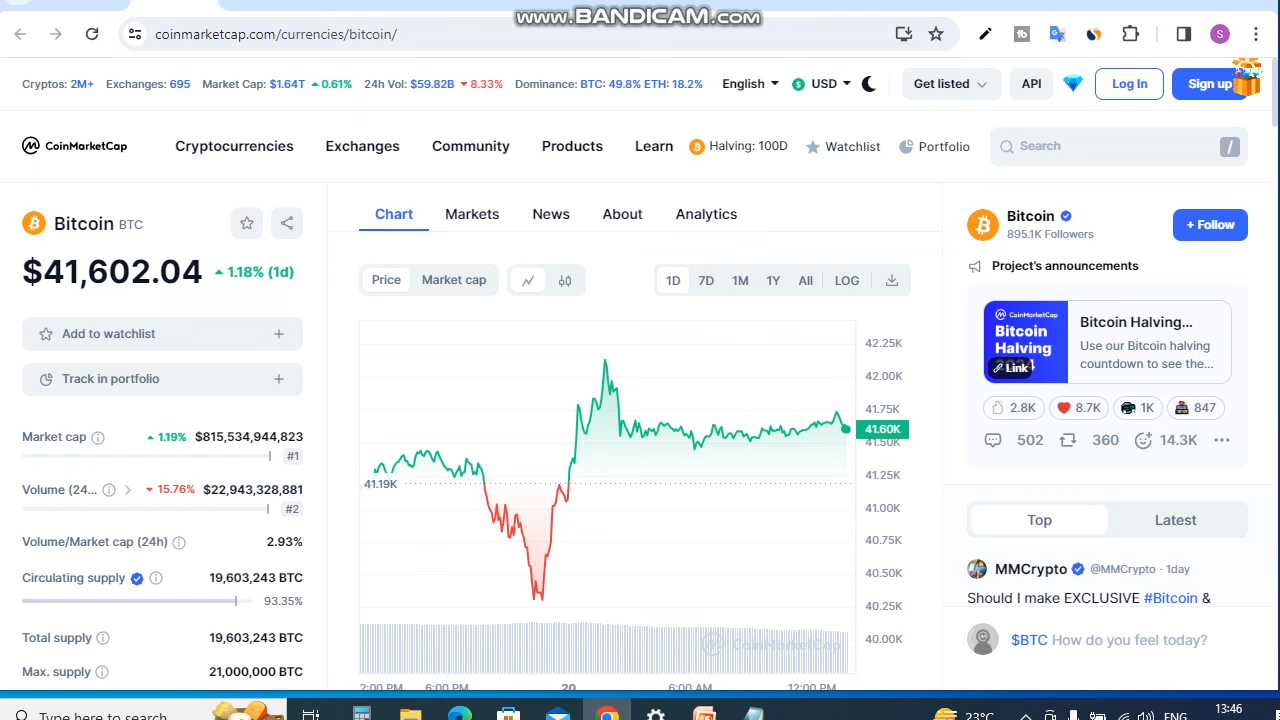 www.BANDICAM.com
coinmarketcap.com/currencies/bitcoin/
S
Cryptos: 2M+ Exchanges: 695 Market Cap: $1.64T 0.61% 24h Vol: $59.82B 8.33% Dominance: BTC: 49.8% ETH: 18.2% English USD Get listed API Log In Sign up
CoinMarketCap Cryptocurrencies Exchanges Community Products Learn Halving: 100D Watchlist Portfolio Search /
Bitcoin BTC
$41,602.04 1.18% (1d)
Add to watchlist +
Track in portfolio +
Market cap 1.19% $815,534,944,823
#1
Volume (24... 15.76% $22,943,328,881
#2
Volume/Market cap (24h) 2.93%
Circulating supply 19,603,243 BTC
93.35%
Total supply 19,603,243 BTC
Max. supply 21,000,000 BTC
Chart Markets News About Analytics
Price Market cap 1D 7D 1M 1Y All LOG
42.25K
42.00K
41.75K
41.60K
41.50K
41.25K
41.19K
41.00K
40.75K
40.50K
40.25K
40.00K
CoinMarketCap
2:00 PM 6:00 PM 20 6:00 AM 12:00 PM
Bitcoin
895.1K Followers
+ Follow
Project's announcements
CoinMarketCap
Bitcoin
Halving
Link
Bitcoin Halving...
Use our Bitcoin halving
countdown to see the...
2.8K 8.7K 1K 847
502 360 14.3K
Top Latest
MMCrypto @MMCrypto · 1day
Should I make EXCLUSIVE #Bitcoin &
$BTC How do you feel today?
Type here to search 23°C ENG 13:46